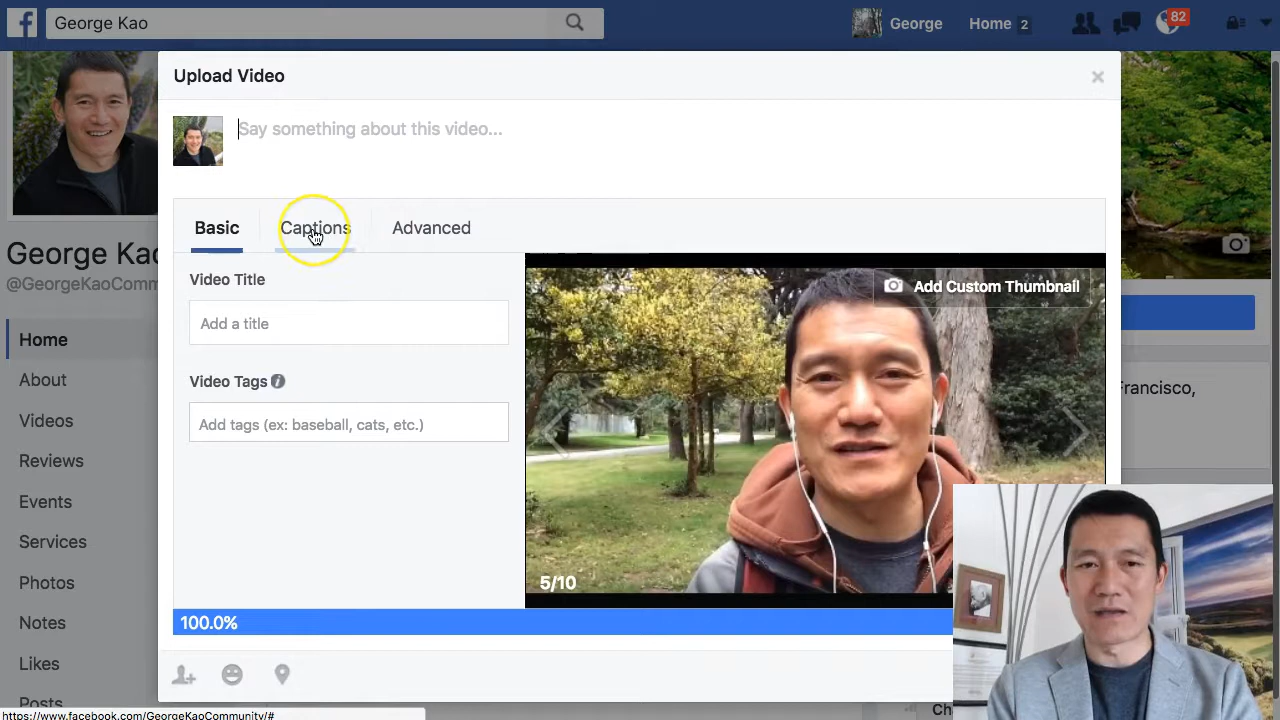 George Kao
George
Home 2
82
Upload Video
Say something about this video...
Basic
Captions
Advanced
Video Title
Add a title
Video Tags
Add tags (ex: baseball, cats, etc.)
Add Custom Thumbnail
5/10
100.0%
George Kao
@GeorgeKaoComm
Home
About
Videos
Reviews
Events
Services
Photos
Notes
Likes
Posts
Francisco,
Ch
https://www.facebook.com/GeorgeKaoCommunity/#